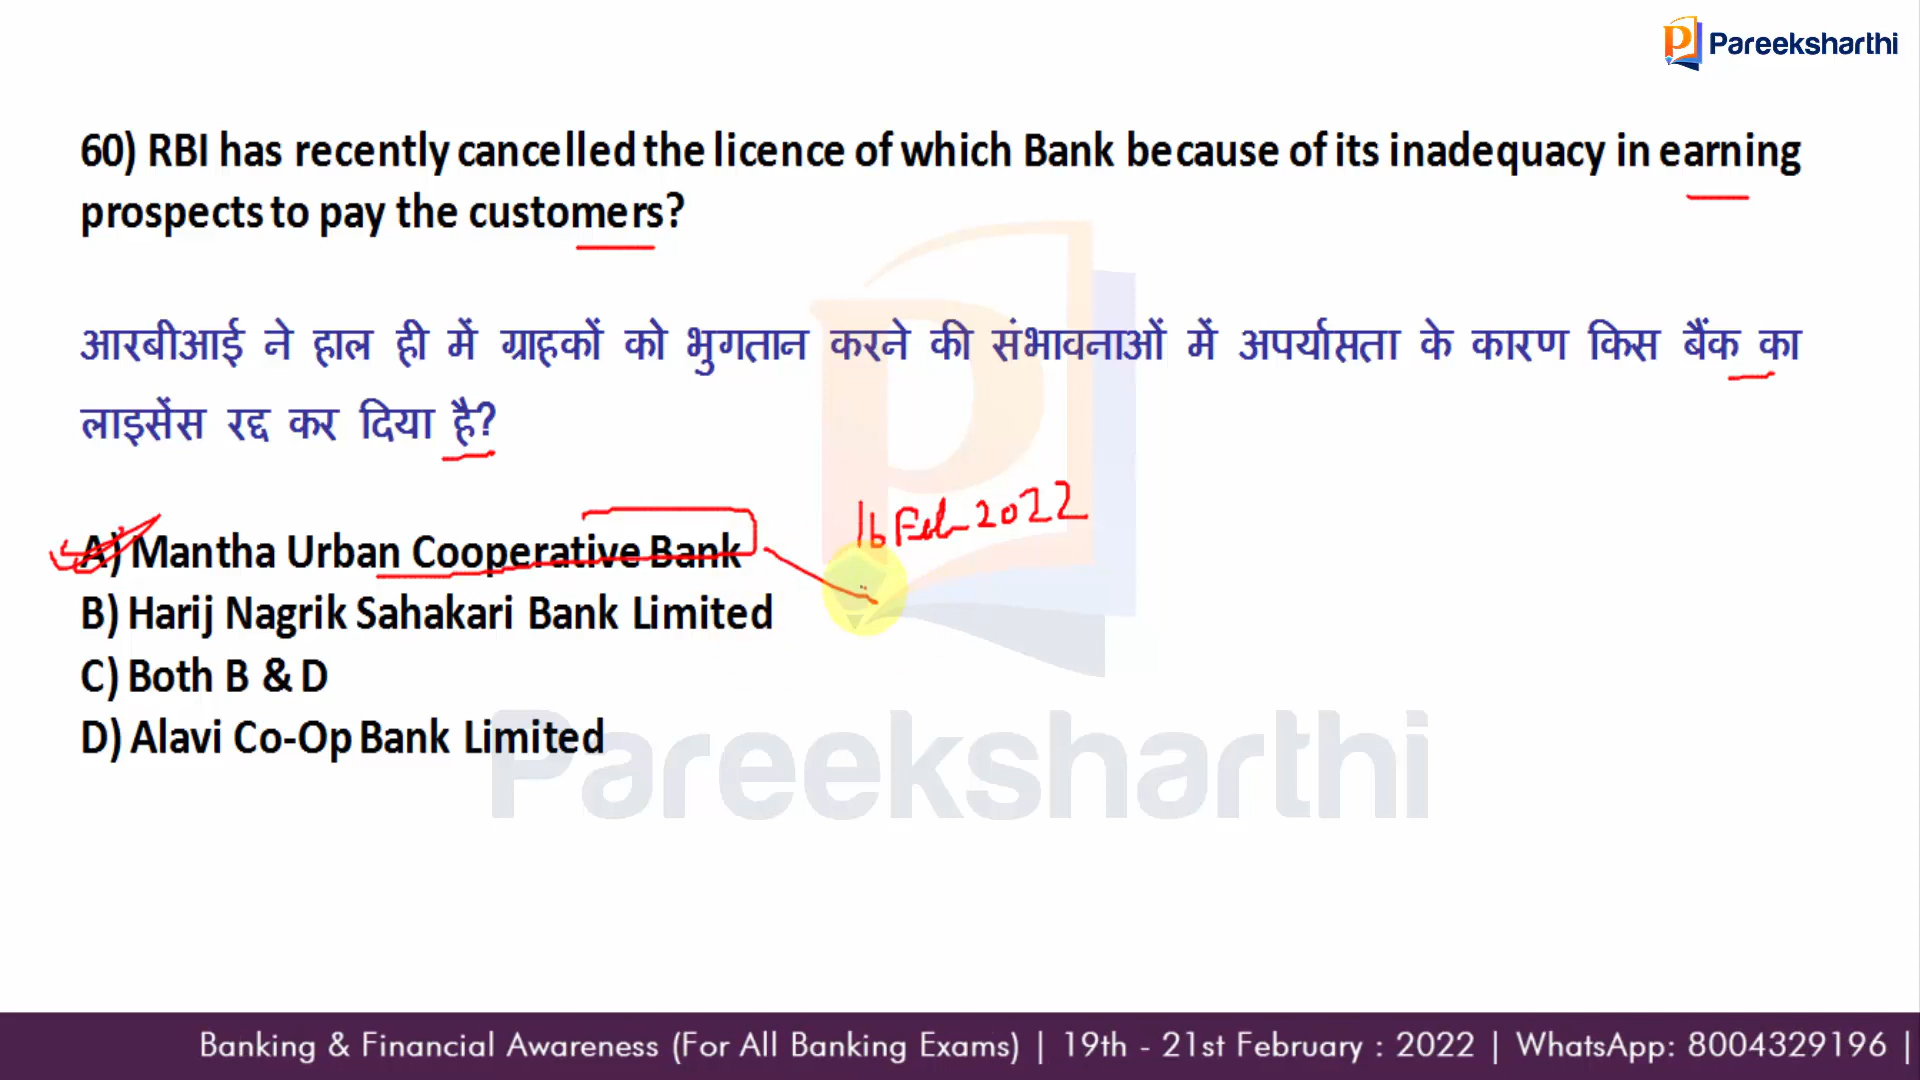 Pareeksharthi
60) RBI has recently cancelled the licence of which Bank because of its inadequacy in earning
prospects to pay the customers?
आरबीआई ने हाल ही में ग्राहकों को भुगतान करने की संभावनाओं में अपर्याप्तता के कारण किस बैंक का
लाइसेंस रद्द कर दिया है?
16 Feb 2022
A) Mantha Urban Cooperative Bank
B) Harij Nagrik Sahakari Bank Limited
C) Both B & D
D) Alavi Co-Op Bank Limited
Pareeksharthi
Banking & Financial Awareness (For All Banking Exams) | 19th - 21st February : 2022 | WhatsApp: 8004329196 |